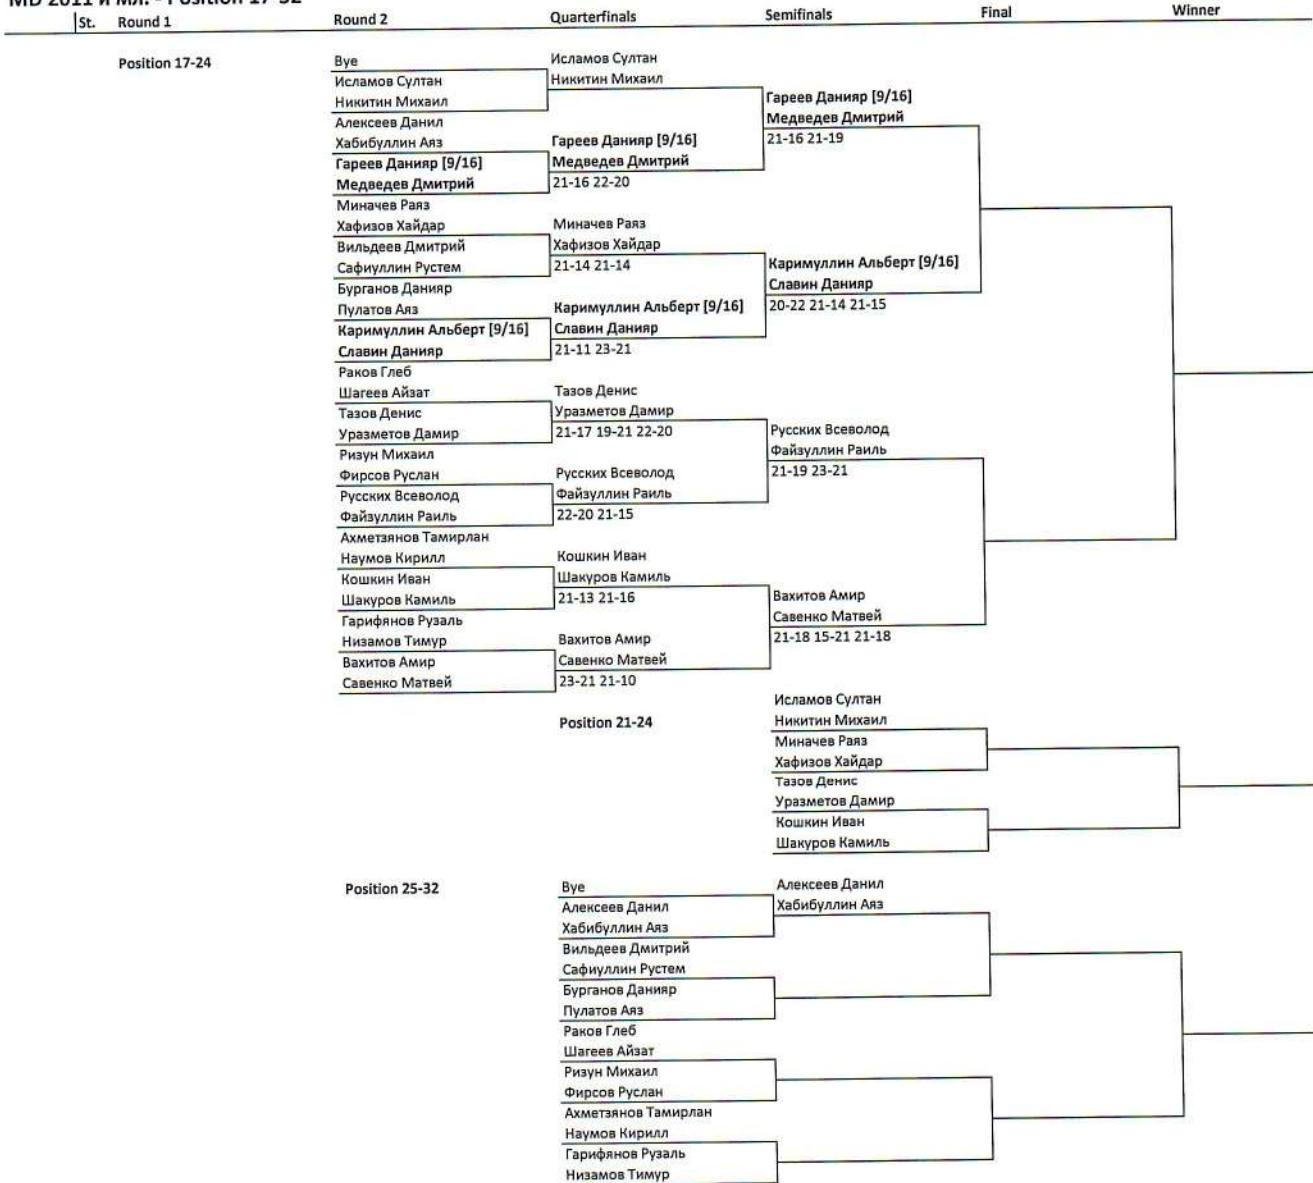 MD 2011 и мл. - Position 17-32
St. Round 1 Round 2 Quarterfinals Semifinals Final Winner
Position 17-24
Bye
Исламов Султан
Никитин Михаил
Алексеев Данил
Хабибуллин Аяз
Гареев Данияр [9/16]
Медведев Дмитрий
Миначев Раяз
Хафизов Хайдар
Вильдеев Дмитрий
Сафиуллин Рустем
Бурганов Данияр
Пулатов Аяз
Каримуллин Альберт [9/16]
Славин Данияр
Раков Глеб
Шагеев Айзат
Тазов Денис
Уразметов Дамир
Ризун Михаил
Фирсов Руслан
Русских Всеволод
Файзуллин Раиль
Ахметзянов Тамирлан
Наумов Кирилл
Кошкин Иван
Шакуров Камиль
Гарифянов Рузаль
Низамов Тимур
Вахитов Амир
Савенко Матвей
Исламов Султан
Никитин Михаил
Гареев Данияр [9/16]
Медведев Дмитрий
21-16 22-20
Миначев Раяз
Хафизов Хайдар
21-14 21-14
Каримуллин Альберт [9/16]
Славин Данияр
21-11 23-21
Тазов Денис
Уразметов Дамир
21-17 19-21 22-20
Русских Всеволод
Файзуллин Раиль
22-20 21-15
Кошкин Иван
Шакуров Камиль
21-13 21-16
Вахитов Амир
Савенко Матвей
23-21 21-10
Гареев Данияр [9/16]
Медведев Дмитрий
21-16 21-19
Каримуллин Альберт [9/16]
Славин Данияр
20-22 21-14 21-15
Русских Всеволод
Файзуллин Раиль
21-19 23-21
Вахитов Амир
Савенко Матвей
21-18 15-21 21-18
Position 21-24
Исламов Султан
Никитин Михаил
Миначев Раяз
Хафизов Хайдар
Тазов Денис
Уразметов Дамир
Кошкин Иван
Шакуров Камиль
Position 25-32
Bye
Алексеев Данил
Хабибуллин Аяз
Вильдеев Дмитрий
Сафиуллин Рустем
Бурганов Данияр
Пулатов Аяз
Раков Глеб
Шагеев Айзат
Ризун Михаил
Фирсов Руслан
Ахметзянов Тамирлан
Наумов Кирилл
Гарифянов Рузаль
Низамов Тимур
Алексеев Данил
Хабибуллин Аяз